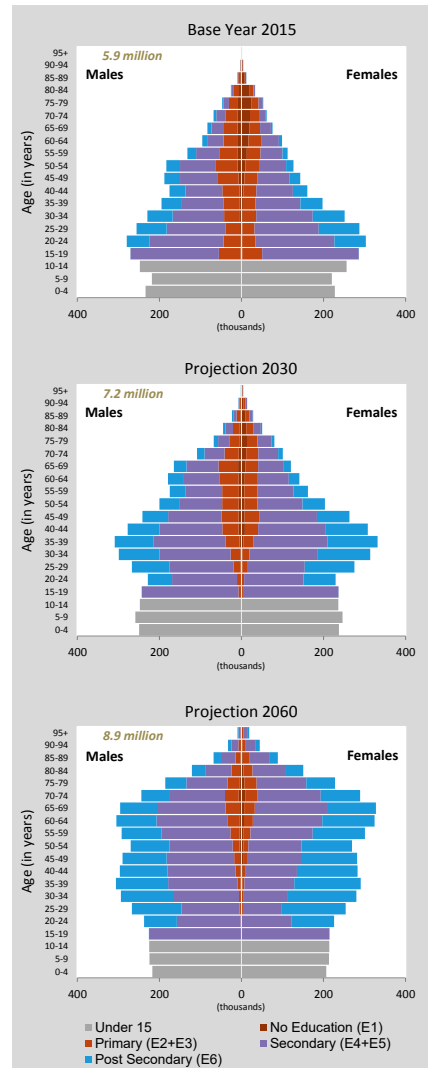 Base Year 2015
5.9 million
Males
Females
Age (in years)
95+
90-94
85-89
80-84
75-79
70-74
65-69
60-64
55-59
50-54
45-49
40-44
35-39
30-34
25-29
20-24
15-19
10-14
5-9
0-4
400 200 0 200 400
(thousands)
Projection 2030
7.2 million
Males
Females
Age (in years)
95+
90-94
85-89
80-84
75-79
70-74
65-69
60-64
55-59
50-54
45-49
40-44
35-39
30-34
25-29
20-24
15-19
10-14
5-9
0-4
400 200 0 200 400
(thousands)
Projection 2060
8.9 million
Males
Females
Age (in years)
95+
90-94
85-89
80-84
75-79
70-74
65-69
60-64
55-59
50-54
45-49
40-44
35-39
30-34
25-29
20-24
15-19
10-14
5-9
0-4
400 200 0 200 400
(thousands)
Under 15 No Education (E1)
Primary (E2+E3) Secondary (E4+E5)
Post Secondary (E6)